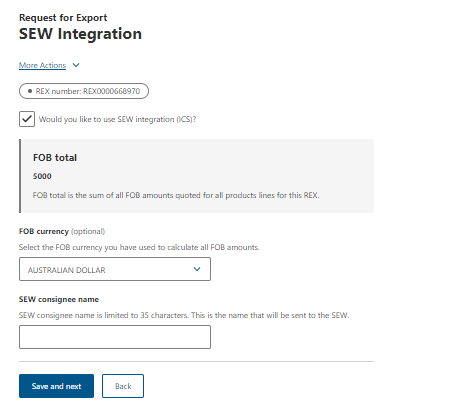 Request for Export
SEW Integration
More Actions
REX number: REX0000668970
Would you like to use SEW integration (ICS)?
FOB total
5000
FOB total is the sum of all FOB amounts quoted for all products lines for this REX.
FOB currency (optional)
Select the FOB currency you have used to calculate all FOB amounts.
AUSTRALIAN DOLLAR
SEW consignee name
SEW consignee name is limited to 35 characters. This is the name that will be sent to the SEW.
Save and next
Back